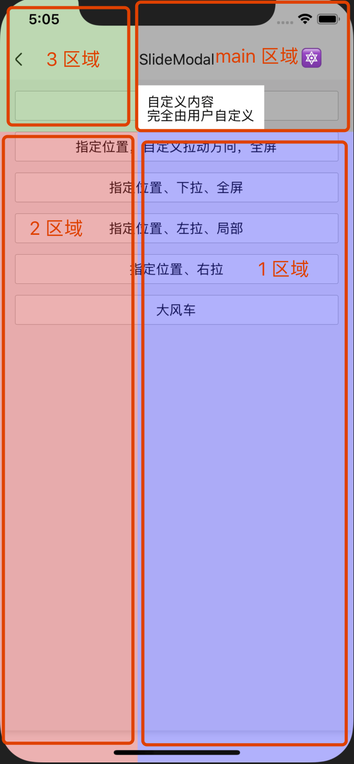 5:05
3 区域
SlideModal
main 区域
自定义内容
完全由用户自定义
指定位置、自定义拉动方向，全屏
指定位置、下拉、全屏
2 区域
指定位置、左拉、局部
指定位置、右拉
1 区域
大风车